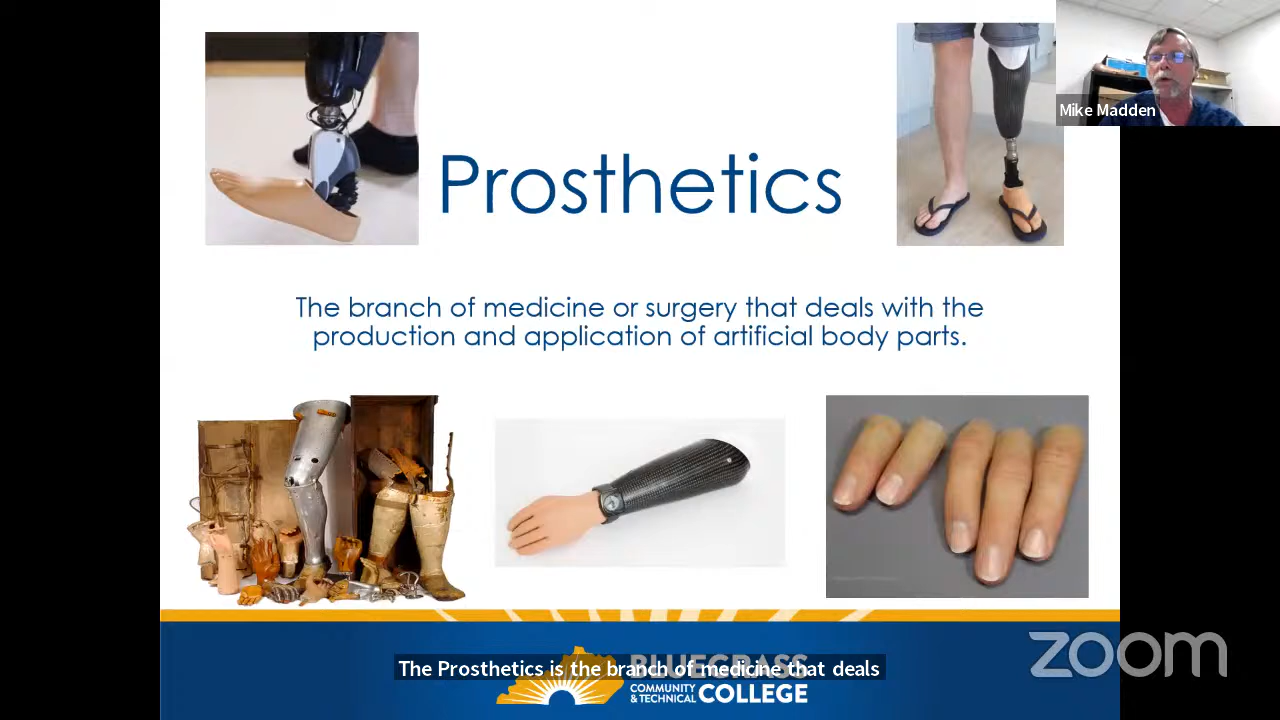 Mike Madden
Prosthetics
The branch of medicine or surgery that deals with the
production and application of artificial body parts.
zoom
BLUEGRASS
The Prosthetics is the branch of medicine that deals
COMMUNITY
& TECHNICAL
COLLEGE